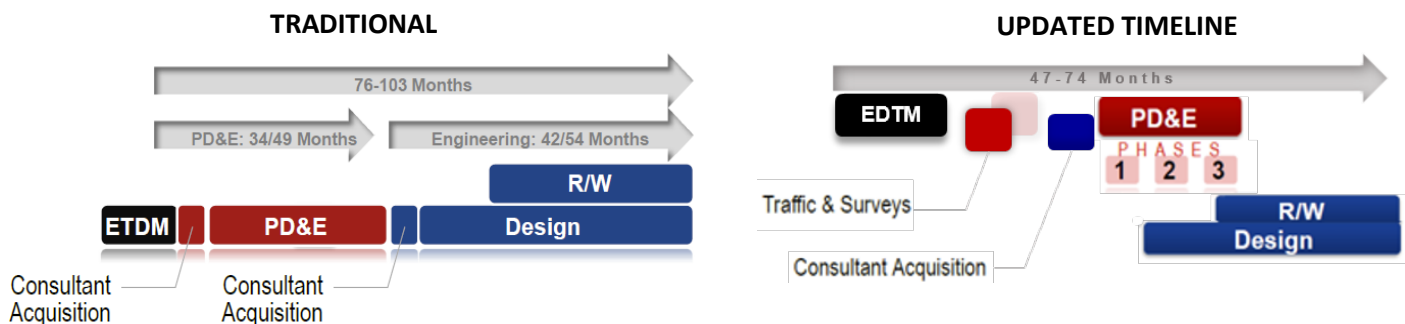 TRADITIONAL
76-103 Months
PD&E: 34/49 Months
Engineering: 42/54 Months
R/W
ETDM
PD&E
Design
Consultant
Acquisition
Consultant
Acquisition
UPDATED TIMELINE
47-74 Months
EDTM
PD&E
PHASES
1 2 3
Traffic & Surveys
R/W
Design
Consultant Acquisition